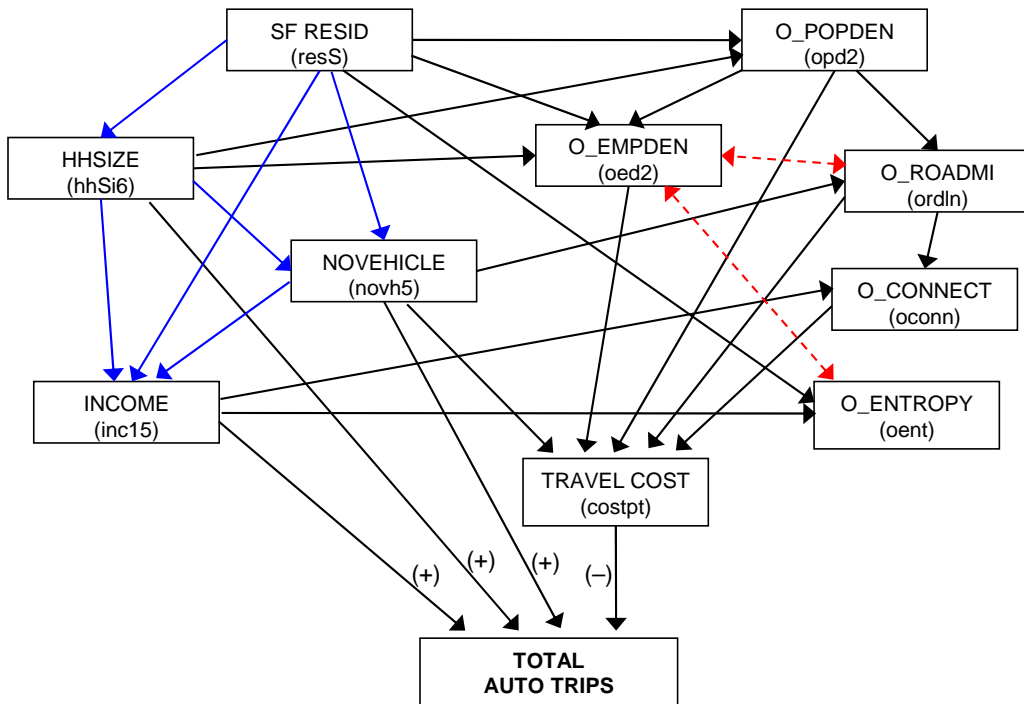 SF RESID
(resS)
O_POPDEN
(opd2)
HHSIZE
(hhSi6)
O_EMPDEN
(oed2)
O_ROADMI
(ordln)
NOVEHICLE
(novh5)
O_CONNECT
(oconn)
INCOME
(inc15)
O_ENTROPY
(oent)
TRAVEL COST
(costpt)
(+)
(+)
(+)
(–)
TOTAL
AUTO TRIPS